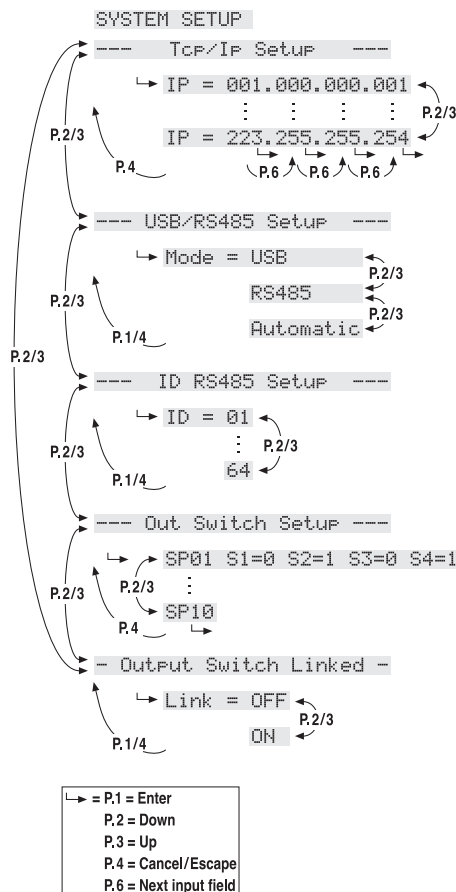 SYSTEM SETUP
--- Tcp/Ip Setup ---
IP = 001.000.000.001
P.2/3
IP = 223.255.255.254
P.2/3
P.4
P.6 P.6 P.6
--- USB/RS485 Setup ---
Mode = USB
P.2/3
RS485
P.2/3
P.2/3
Automatic
P.1/4
P.2/3
--- ID RS485 Setup ---
ID = 01
P.2/3
P.2/3
64
P.1/4
--- Out Switch Setup ---
SP01 S1=0 S2=1 S3=0 S4=1
P.2/3
P.2/3
SP10
P.4
- Output Switch Linked -
Link = OFF
P.2/3
ON
P.1/4
= P.1 = Enter
P.2 = Down
P.3 = Up
P.4 = Cancel/Escape
P.6 = Next input field